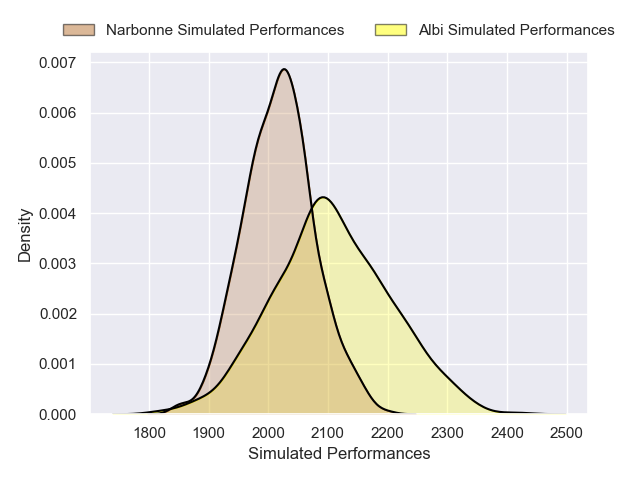 Narbonne Simulated Performances Albi Simulated Performances
0.007
0.006
0.005
0.004
0.003
0.002
0.001
0.000
Density
1800 1900 2000 2100 2200 2300 2400 2500
Simulated Performances